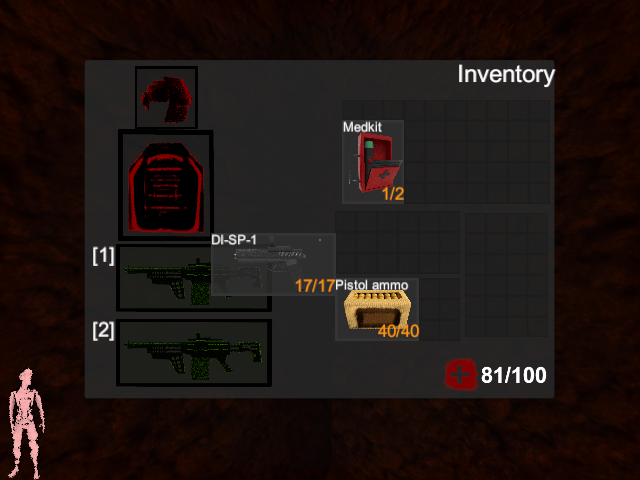 Inventory
Medkit
1/2
[1]
DI-SP-1
17/17
Pistol ammo
40/40
[2]
81/100